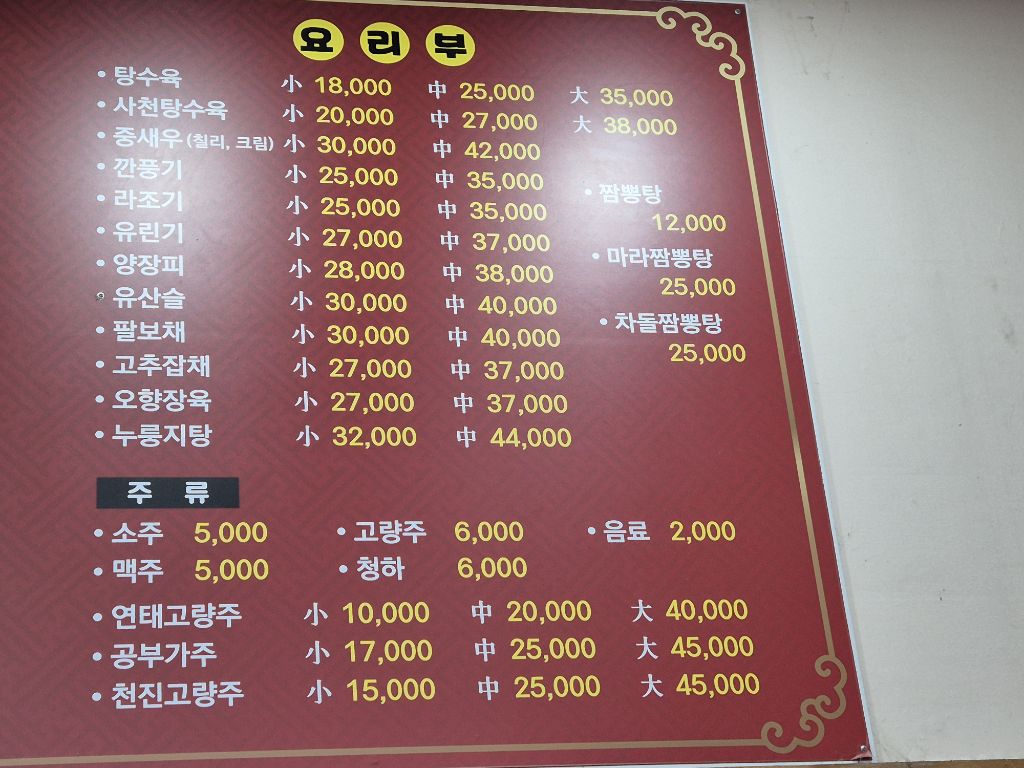 요리부
• 탕수육 小 18,000 中 25,000 大 35,000
• 사천탕수육 小 20,000 中 27,000 大 38,000
• 중새우(칠리, 크림) 小 30,000 中 42,000
• 깐풍기 小 25,000 中 35,000
• 라조기 小 25,000 中 35,000
• 유린기 小 27,000 中 37,000
• 양장피 小 28,000 中 38,000
• 유산슬 小 30,000 中 40,000
• 팔보채 小 30,000 中 40,000
• 고추잡채 小 27,000 中 37,000
• 오향장육 小 27,000 中 37,000
• 누룽지탕 小 32,000 中 44,000
• 짬뽕탕
12,000
• 마라짬뽕탕
25,000
• 차돌짬뽕탕
25,000
주 류
• 소주 5,000 • 고량주 6,000 • 음료 2,000
• 맥주 5,000 • 청하 6,000
• 연태고량주 小 10,000 中 20,000 大 40,000
• 공부가주 小 17,000 中 25,000 大 45,000
• 천진고량주 小 15,000 中 25,000 大 45,000